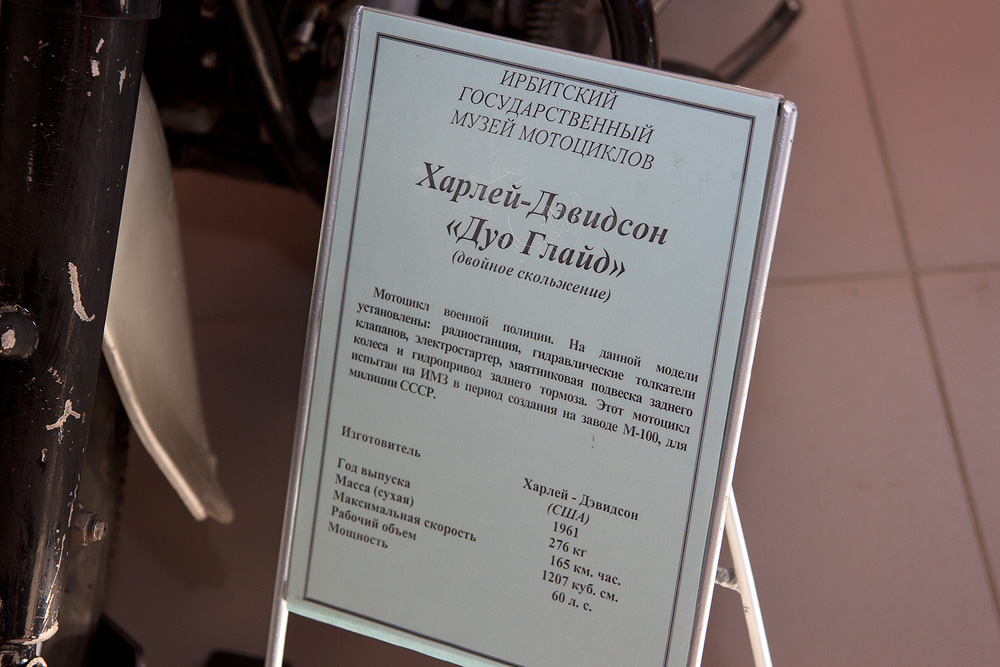 ИРБИТСКИЙ
ГОСУДАРСТВЕННЫЙ
МУЗЕЙ МОТОЦИКЛОВ
Харлей-Дэвидсон
«Дуо Глайд»
(двойное скольжение)
Мотоцикл военной полиции. На данной модели
установлены: радиостанция, гидравлические толкатели
клапанов, электростартер, маятниковая подвеска заднего
колеса и гидропривод заднего тормоза. Этот мотоцикл
испытан на ИМЗ в период создания на заводе М-100, для
милиции СССР.
Изготовитель Харлей - Дэвидсон
(США)
Год выпуска 1961
Масса (сухая) 276 кг
Максимальная скорость 165 км. час.
Рабочий объем 1207 куб. см.
Мощность 60 л. с.